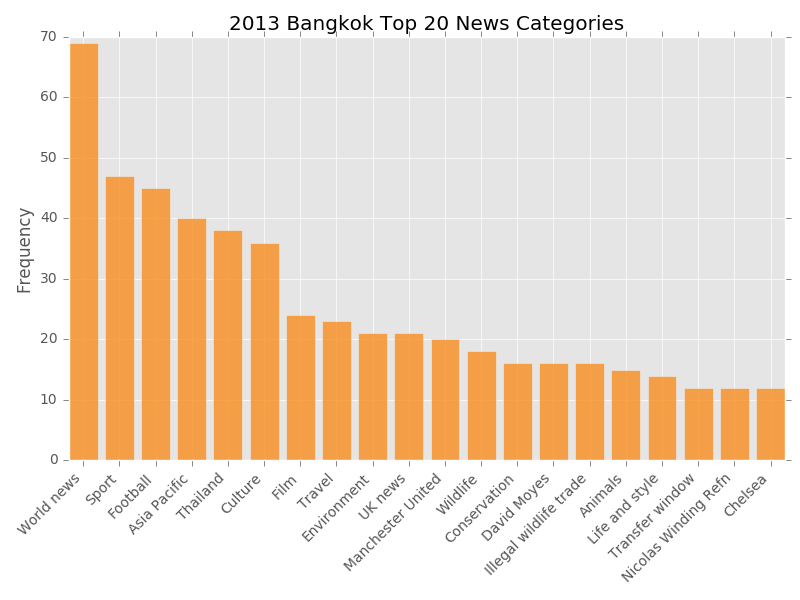 2013 Bangkok Top 20 News Categories
70
60
50
40
30
20
10
0
Frequency
World news
Sport
Football
Asia Pacific
Thailand
Culture
Film
Travel
Environment
UK news
Manchester United
Wildlife
Conservation
David Moyes
Illegal wildlife trade
Animals
Life and style
Transfer window
Nicolas Winding Refn
Chelsea